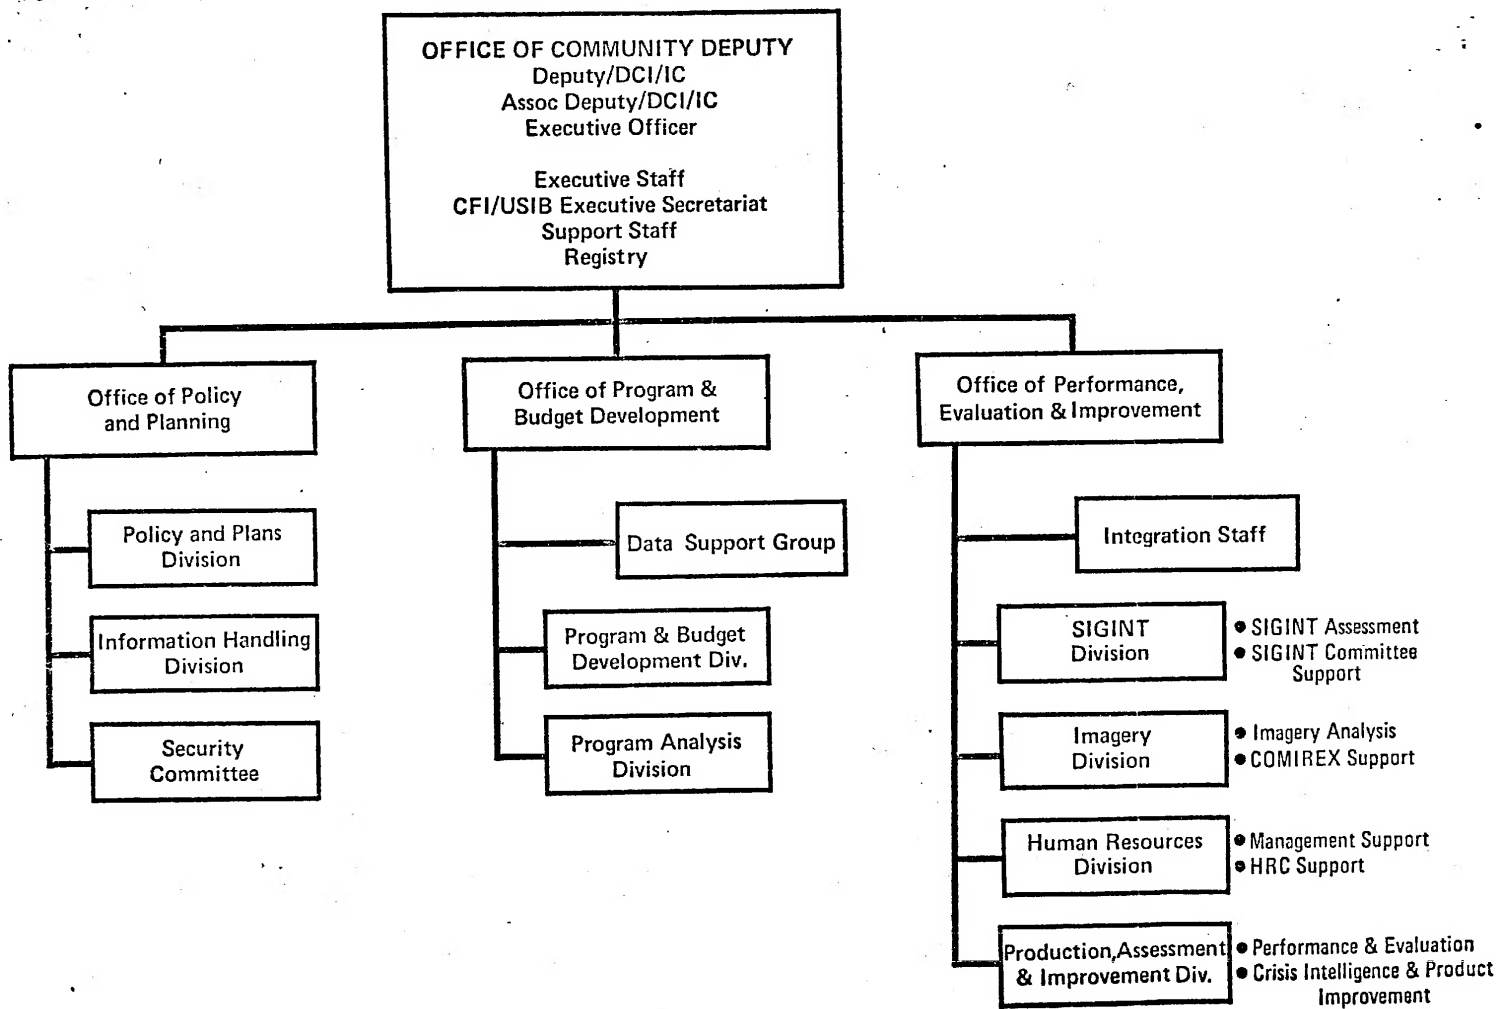 OFFICE OF COMMUNITY DEPUTY
Deputy/DCI/IC
Assoc Deputy/DCI/IC
Executive Officer
Executive Staff
CFI/USIB Executive Secretariat
Support Staff
Registry
Office of Policy
and Planning
Policy and Plans
Division
Information Handling
Division
Security
Committee
Office of Program &
Budget Development
Data Support Group
Program & Budget
Development Div.
Program Analysis
Division
Office of Performance,
Evaluation & Improvement
Integration Staff
SIGINT
Division
• SIGINT Assessment
• SIGINT Committee
Support
Imagery
Division
• Imagery Analysis
• COMIREX Support
Human Resources
Division
• Management Support
• HRC Support
Production, Assessment
& Improvement Div.
• Performance & Evaluation
• Crisis Intelligence & Product
Improvement